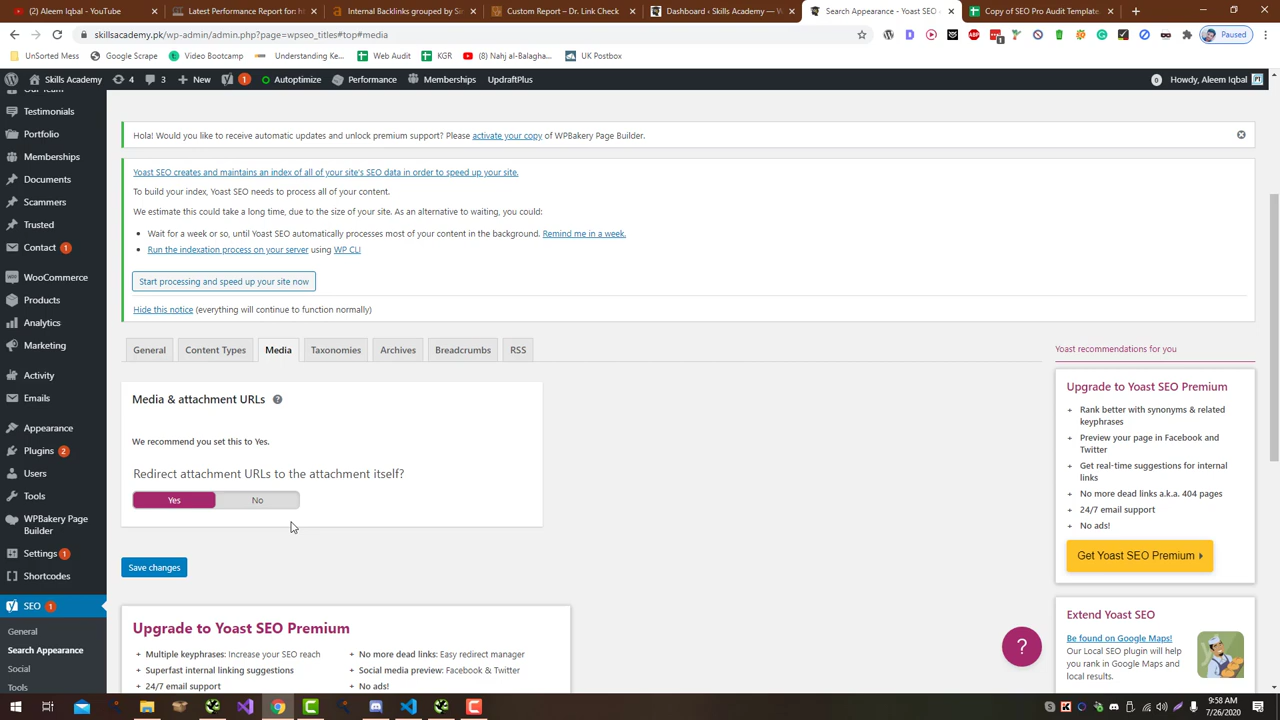 (2) Aleem Iqbal - YouTube
Latest Performance Report for: h
Internal Backlinks grouped by Sa
Custom Report – Dr. Link Check
Dashboard ‹ Skills Academy — W
Search Appearance - Yoast SEO
Copy of SEO Pro Audit Template
skillsacademy.pk/wp-admin/admin.php?page=wpseo_titles#top#media
Paused
UnSorted Mess
Google Scrape
Video Bootcamp
Understanding Ke...
Web Audit
KGR
(8) Nahj al-Balagha...
UK Postbox
Skills Academy
4
3
New
1
Autoptimize
Performance
Memberships
UpdraftPlus
0
Howdy, Aleem Iqbal
Our Team
Testimonials
Portfolio
Memberships
Documents
Scammers
Trusted
Contact 1
WooCommerce
Products
Analytics
Marketing
Activity
Emails
Appearance
Plugins 2
Users
Tools
WPBakery Page
Builder
Settings 1
Shortcodes
SEO 1
General
Search Appearance
Social
Tools
Hola! Would you like to receive automatic updates and unlock premium support? Please activate your copy of WPBakery Page Builder.
Yoast SEO creates and maintains an index of all of your site's SEO data in order to speed up your site.
To build your index, Yoast SEO needs to process all of your content.
We estimate this could take a long time, due to the size of your site. As an alternative to waiting, you could:
Wait for a week or so, until Yoast SEO automatically processes most of your content in the background. Remind me in a week.
Run the indexation process on your server using WP CLI
Start processing and speed up your site now
Hide this notice (everything will continue to function normally)
General
Content Types
Media
Taxonomies
Archives
Breadcrumbs
RSS
Media & attachment URLs
We recommend you set this to Yes.
Redirect attachment URLs to the attachment itself?
Yes
No
Save changes
Upgrade to Yoast SEO Premium
+ Multiple keyphrases: Increase your SEO reach
+ No more dead links: Easy redirect manager
+ Superfast internal linking suggestions
+ Social media preview: Facebook & Twitter
+ 24/7 email support
+ No ads!
Yoast recommendations for you
Upgrade to Yoast SEO Premium
+ Rank better with synonyms & related
keyphrases
+ Preview your page in Facebook and
Twitter
+ Get real-time suggestions for internal
links
+ No more dead links a.k.a. 404 pages
+ 24/7 email support
+ No ads!
Get Yoast SEO Premium
Extend Yoast SEO
Be found on Google Maps!
Our Local SEO plugin will help
you rank in Google Maps and
local results.
?
9:58 AM
7/26/2020